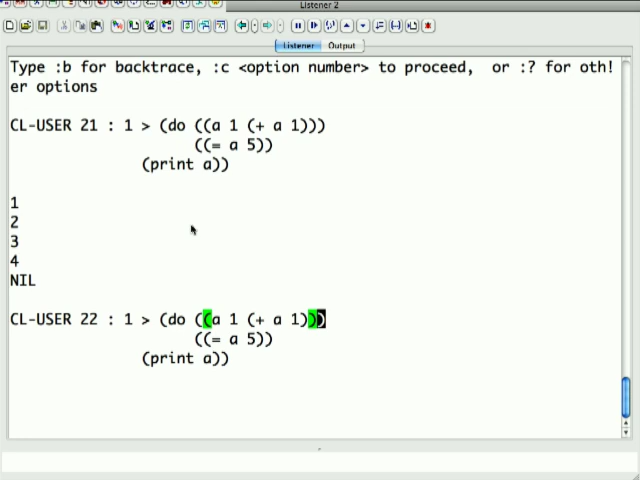 Listener 2
Listener Output
Type :b for backtrace, :c <option number> to proceed, or :? for oth!
er options
CL-USER 21 : 1 > (do ((a 1 (+ a 1)))
((= a 5))
(print a))
1
2
3
4
NIL
CL-USER 22 : 1 > (do ((a 1 (+ a 1)))
((= a 5))
(print a))